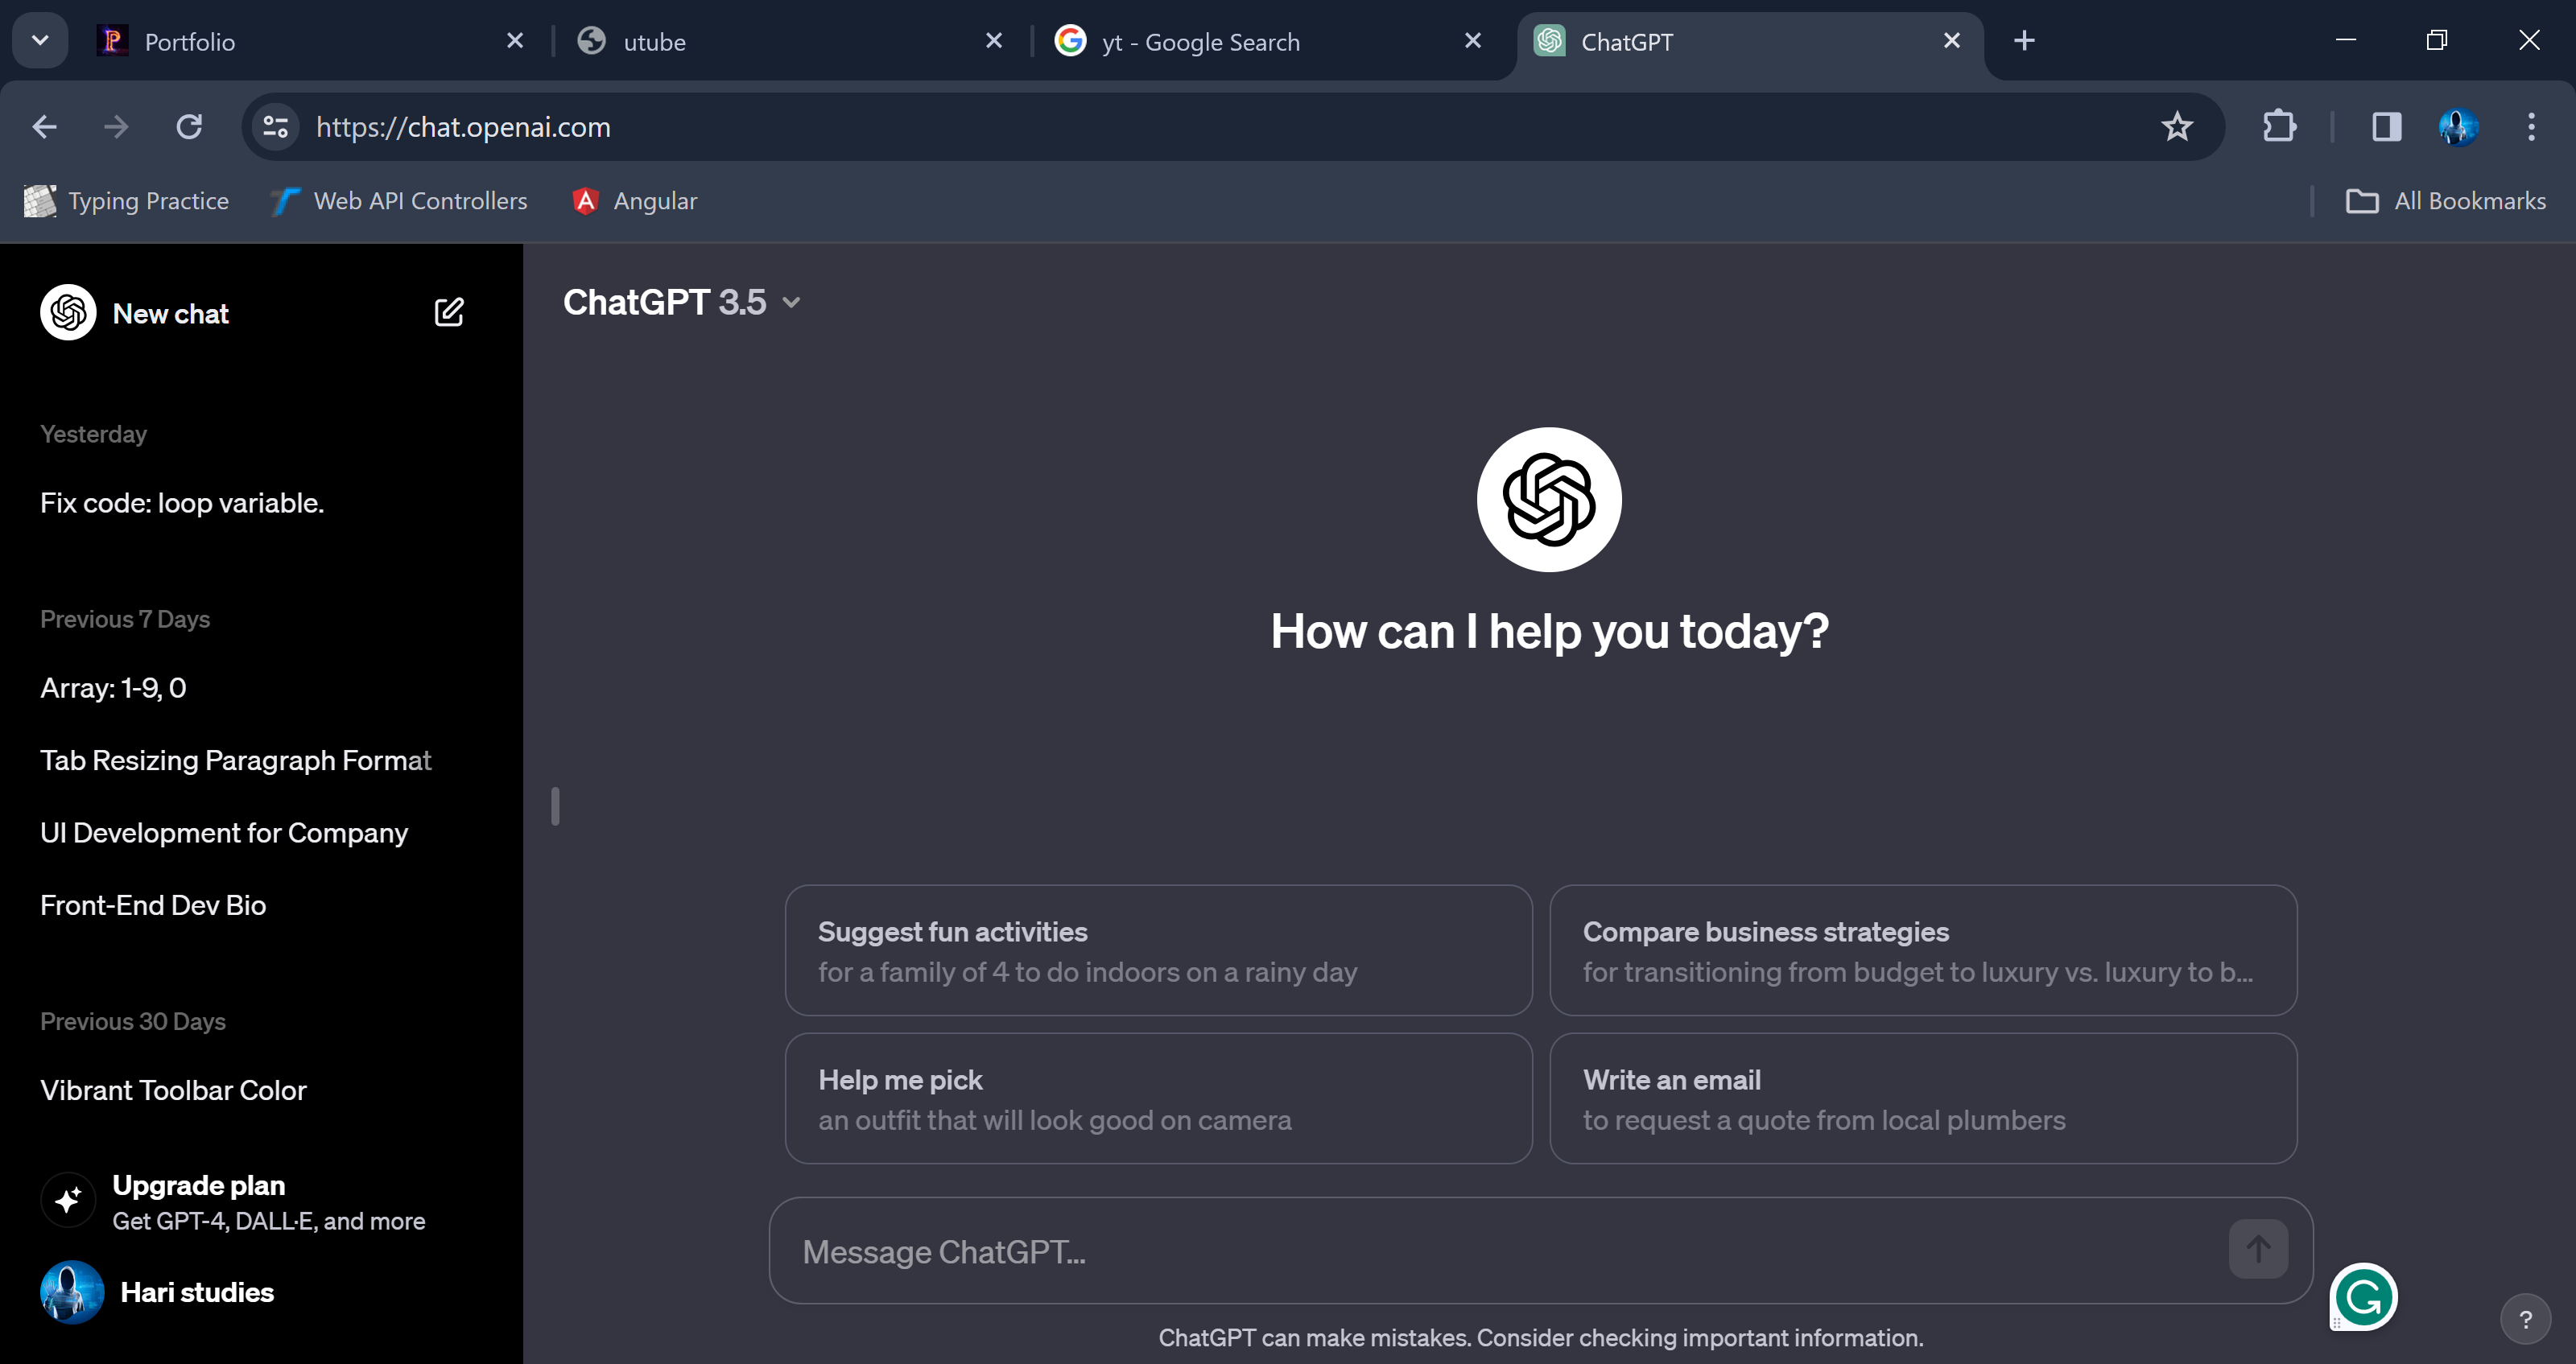 Portfolio
utube
yt - Google Search
ChatGPT
https://chat.openai.com
Typing Practice
Web API Controllers
Angular
All Bookmarks
New chat
Yesterday
Fix code: loop variable.
Previous 7 Days
Array: 1-9, 0
Tab Resizing Paragraph Format
UI Development for Company
Front-End Dev Bio
Previous 30 Days
Vibrant Toolbar Color
Upgrade plan
Get GPT-4, DALL·E, and more
Hari studies
ChatGPT 3.5
How can I help you today?
Suggest fun activities
for a family of 4 to do indoors on a rainy day
Compare business strategies
for transitioning from budget to luxury vs. luxury to b...
Help me pick
an outfit that will look good on camera
Write an email
to request a quote from local plumbers
Message ChatGPT...
ChatGPT can make mistakes. Consider checking important information.
?